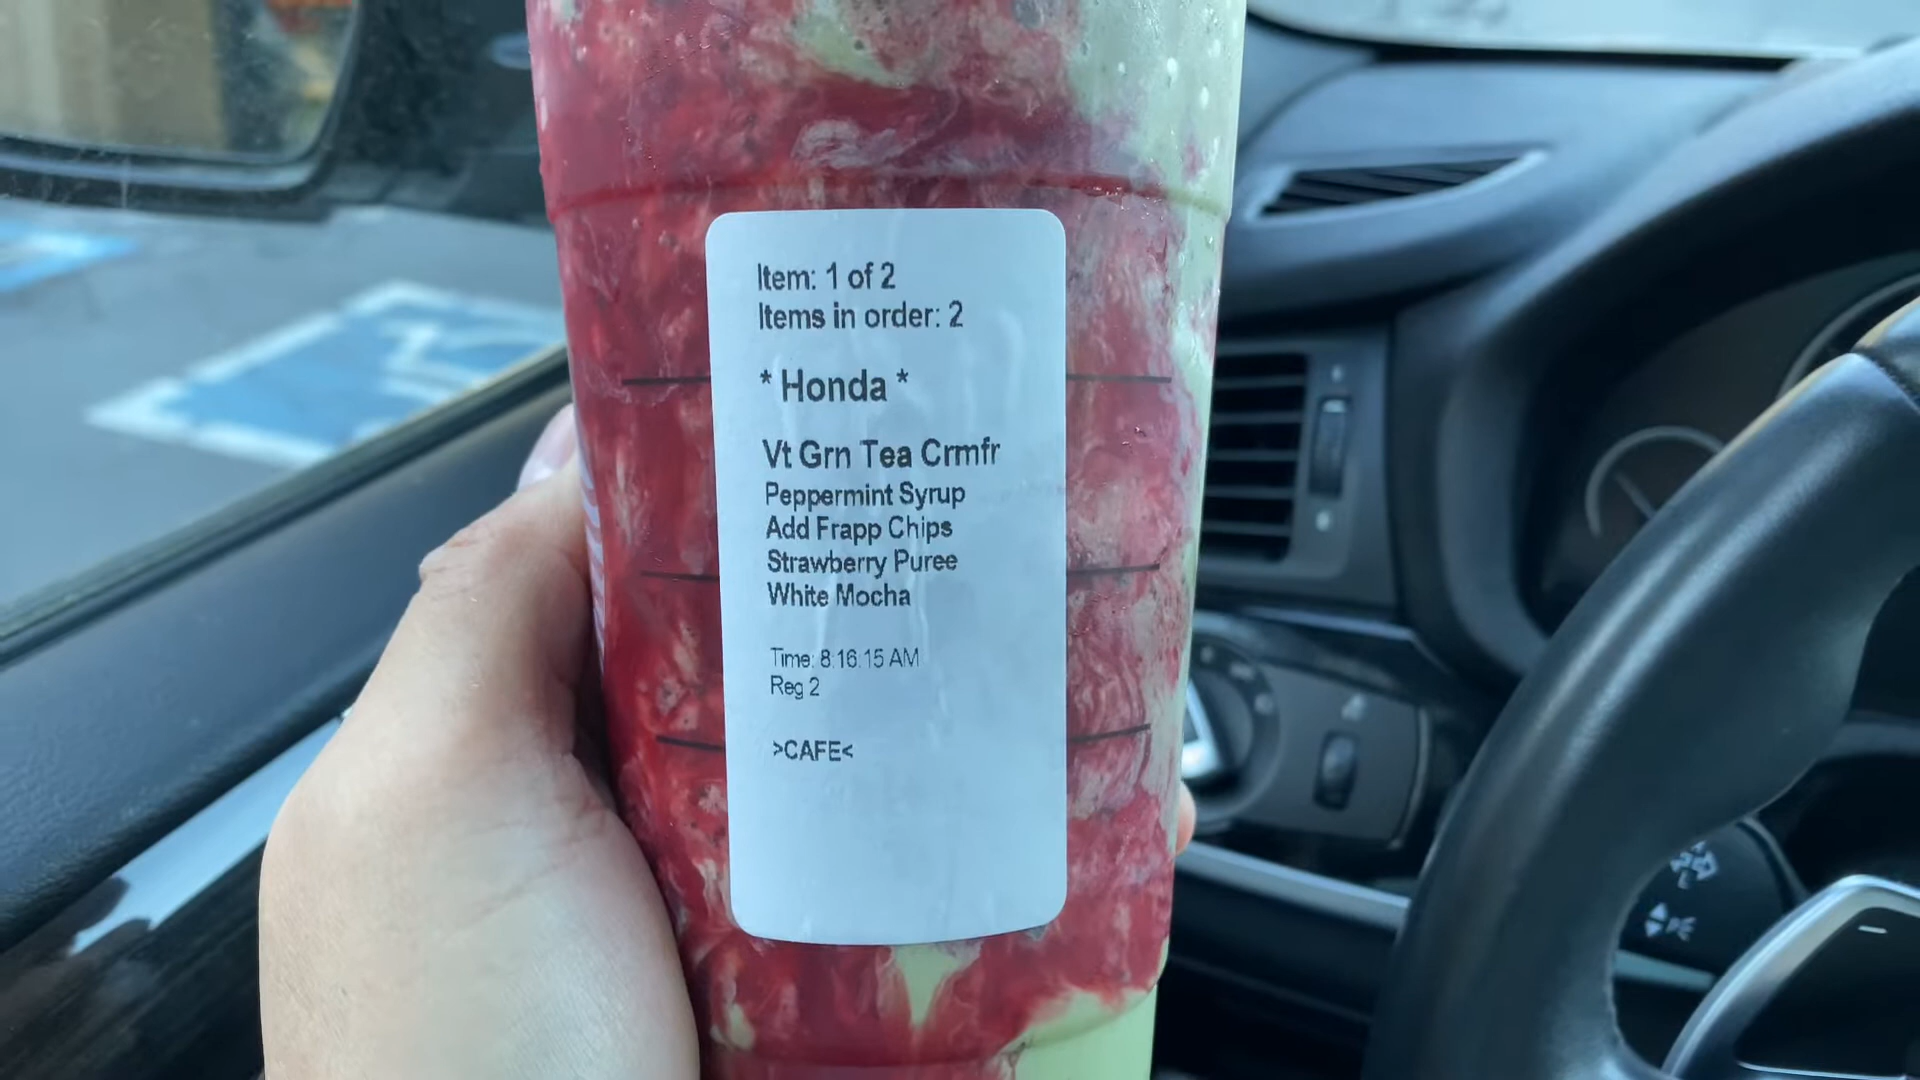 Item: 1 of 2
Items in order: 2
* Honda *
Vt Grn Tea Crmfr
Peppermint Syrup
Add Frapp Chips
Strawberry Puree
White Mocha
Time: 8:16:15 AM
Reg 2
>CAFE<